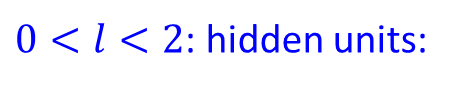 0 < l < 2: hidden units: